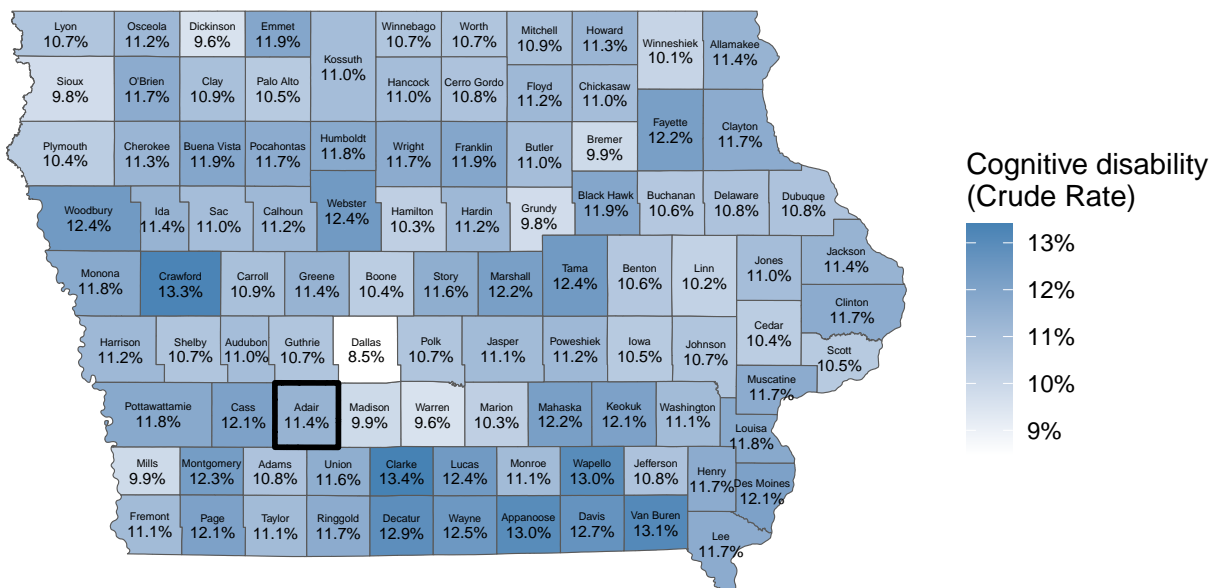 Lyon
10.7%
Osceola
11.2%
Dickinson
9.6%
Emmet
11.9%
Kossuth
11.0%
Winnebago
10.7%
Worth
10.7%
Mitchell
10.9%
Howard
11.3%
Winneshiek
10.1%
Allamakee
11.4%
Sioux
9.8%
O'Brien
11.7%
Clay
10.9%
Palo Alto
10.5%
Hancock
11.0%
Cerro Gordo
10.8%
Floyd
11.2%
Chickasaw
11.0%
Fayette
12.2%
Clayton
11.7%
Plymouth
10.4%
Cherokee
11.3%
Buena Vista
11.9%
Pocahontas
11.7%
Humboldt
11.8%
Wright
11.7%
Franklin
11.9%
Butler
11.0%
Bremer
9.9%
Woodbury
12.4%
Ida
11.4%
Sac
11.0%
Calhoun
11.2%
Webster
12.4%
Hamilton
10.3%
Hardin
11.2%
Grundy
9.8%
Black Hawk
11.9%
Buchanan
10.6%
Delaware
10.8%
Dubuque
10.8%
Monona
11.8%
Crawford
13.3%
Carroll
10.9%
Greene
11.4%
Boone
10.4%
Story
11.6%
Marshall
12.2%
Tama
12.4%
Benton
10.6%
Linn
10.2%
Jones
11.0%
Jackson
11.4%
Clinton
11.7%
Harrison
11.2%
Shelby
10.7%
Audubon
11.0%
Guthrie
10.7%
Dallas
8.5%
Polk
10.7%
Jasper
11.1%
Poweshiek
11.2%
Iowa
10.5%
Johnson
10.7%
Cedar
10.4%
Scott
10.5%
Muscatine
11.7%
Pottawattamie
11.8%
Cass
12.1%
Adair
11.4%
Madison
9.9%
Warren
9.6%
Marion
10.3%
Mahaska
12.2%
Keokuk
12.1%
Washington
11.1%
Louisa
11.8%
Mills
9.9%
Montgomery
12.3%
Adams
10.8%
Union
11.6%
Clarke
13.4%
Lucas
12.4%
Monroe
11.1%
Wapello
13.0%
Jefferson
10.8%
Henry
11.7%
Des Moines
12.1%
Fremont
11.1%
Page
12.1%
Taylor
11.1%
Ringgold
11.7%
Decatur
12.9%
Wayne
12.5%
Appanoose
13.0%
Davis
12.7%
Van Buren
13.1%
Lee
11.7%
Cognitive disability
(Crude Rate)
13%
12%
11%
10%
9%